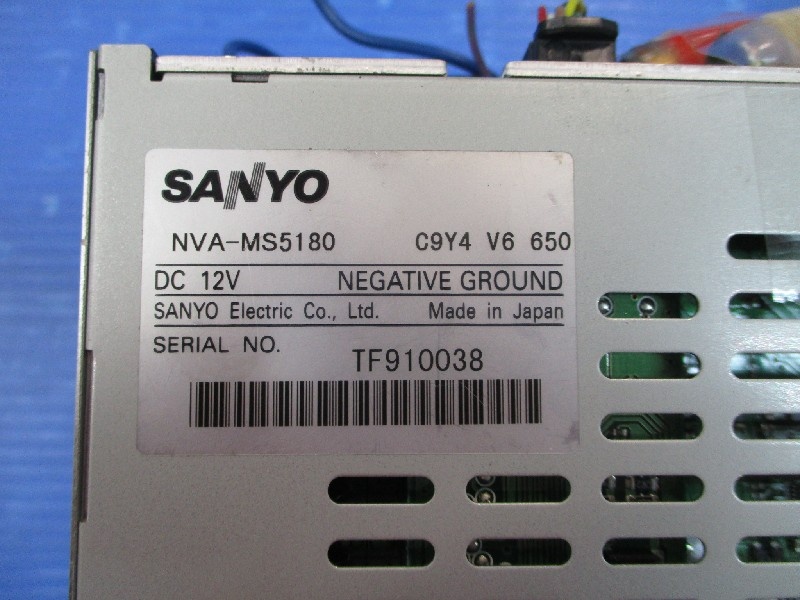 SANYO
NVA-MS5180 C9Y4 V6 650
DC 12V NEGATIVE GROUND
SANYO Electric Co., Ltd. Made in Japan
SERIAL NO. TF910038